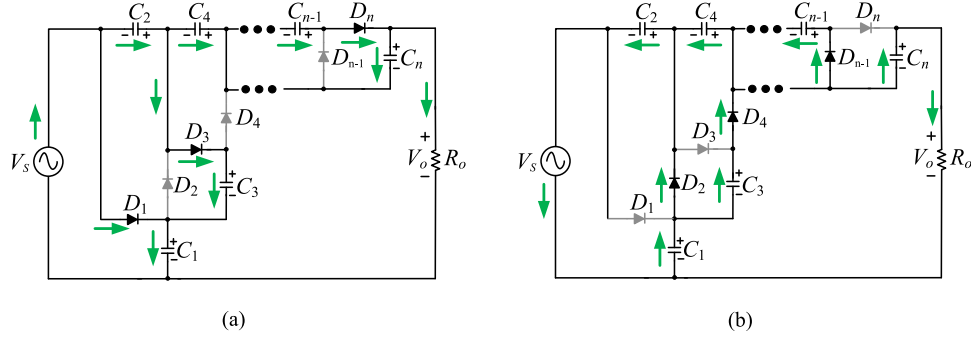 C2 C4 Cn-1 Dn
Dn-1 Cn
D4
D3
VS Vo Ro
D2 C3
D1
C1
(a)
C2 C4 Cn-1 Dn
Dn-1 Cn
D4
D3
VS Vo Ro
D2 C3
D1
C1
(b)